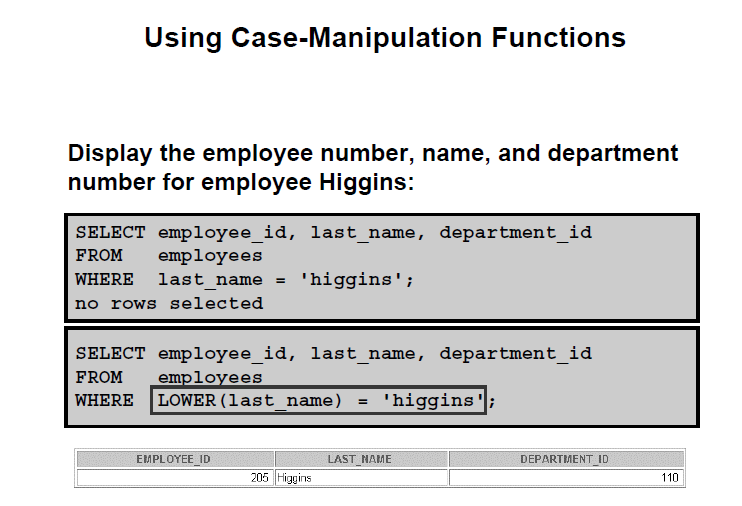 Using Case-Manipulation Functions
Display the employee number, name, and department
number for employee Higgins:
SELECT employee_id, last_name, department_id
FROM   employees
WHERE  last_name = 'higgins';
no rows selected
SELECT employee_id, last_name, department_id
FROM   employees
WHERE  LOWER(last_name) = 'higgins';
EMPLOYEE_ID LAST_NAME DEPARTMENT_ID
205 Higgins 110